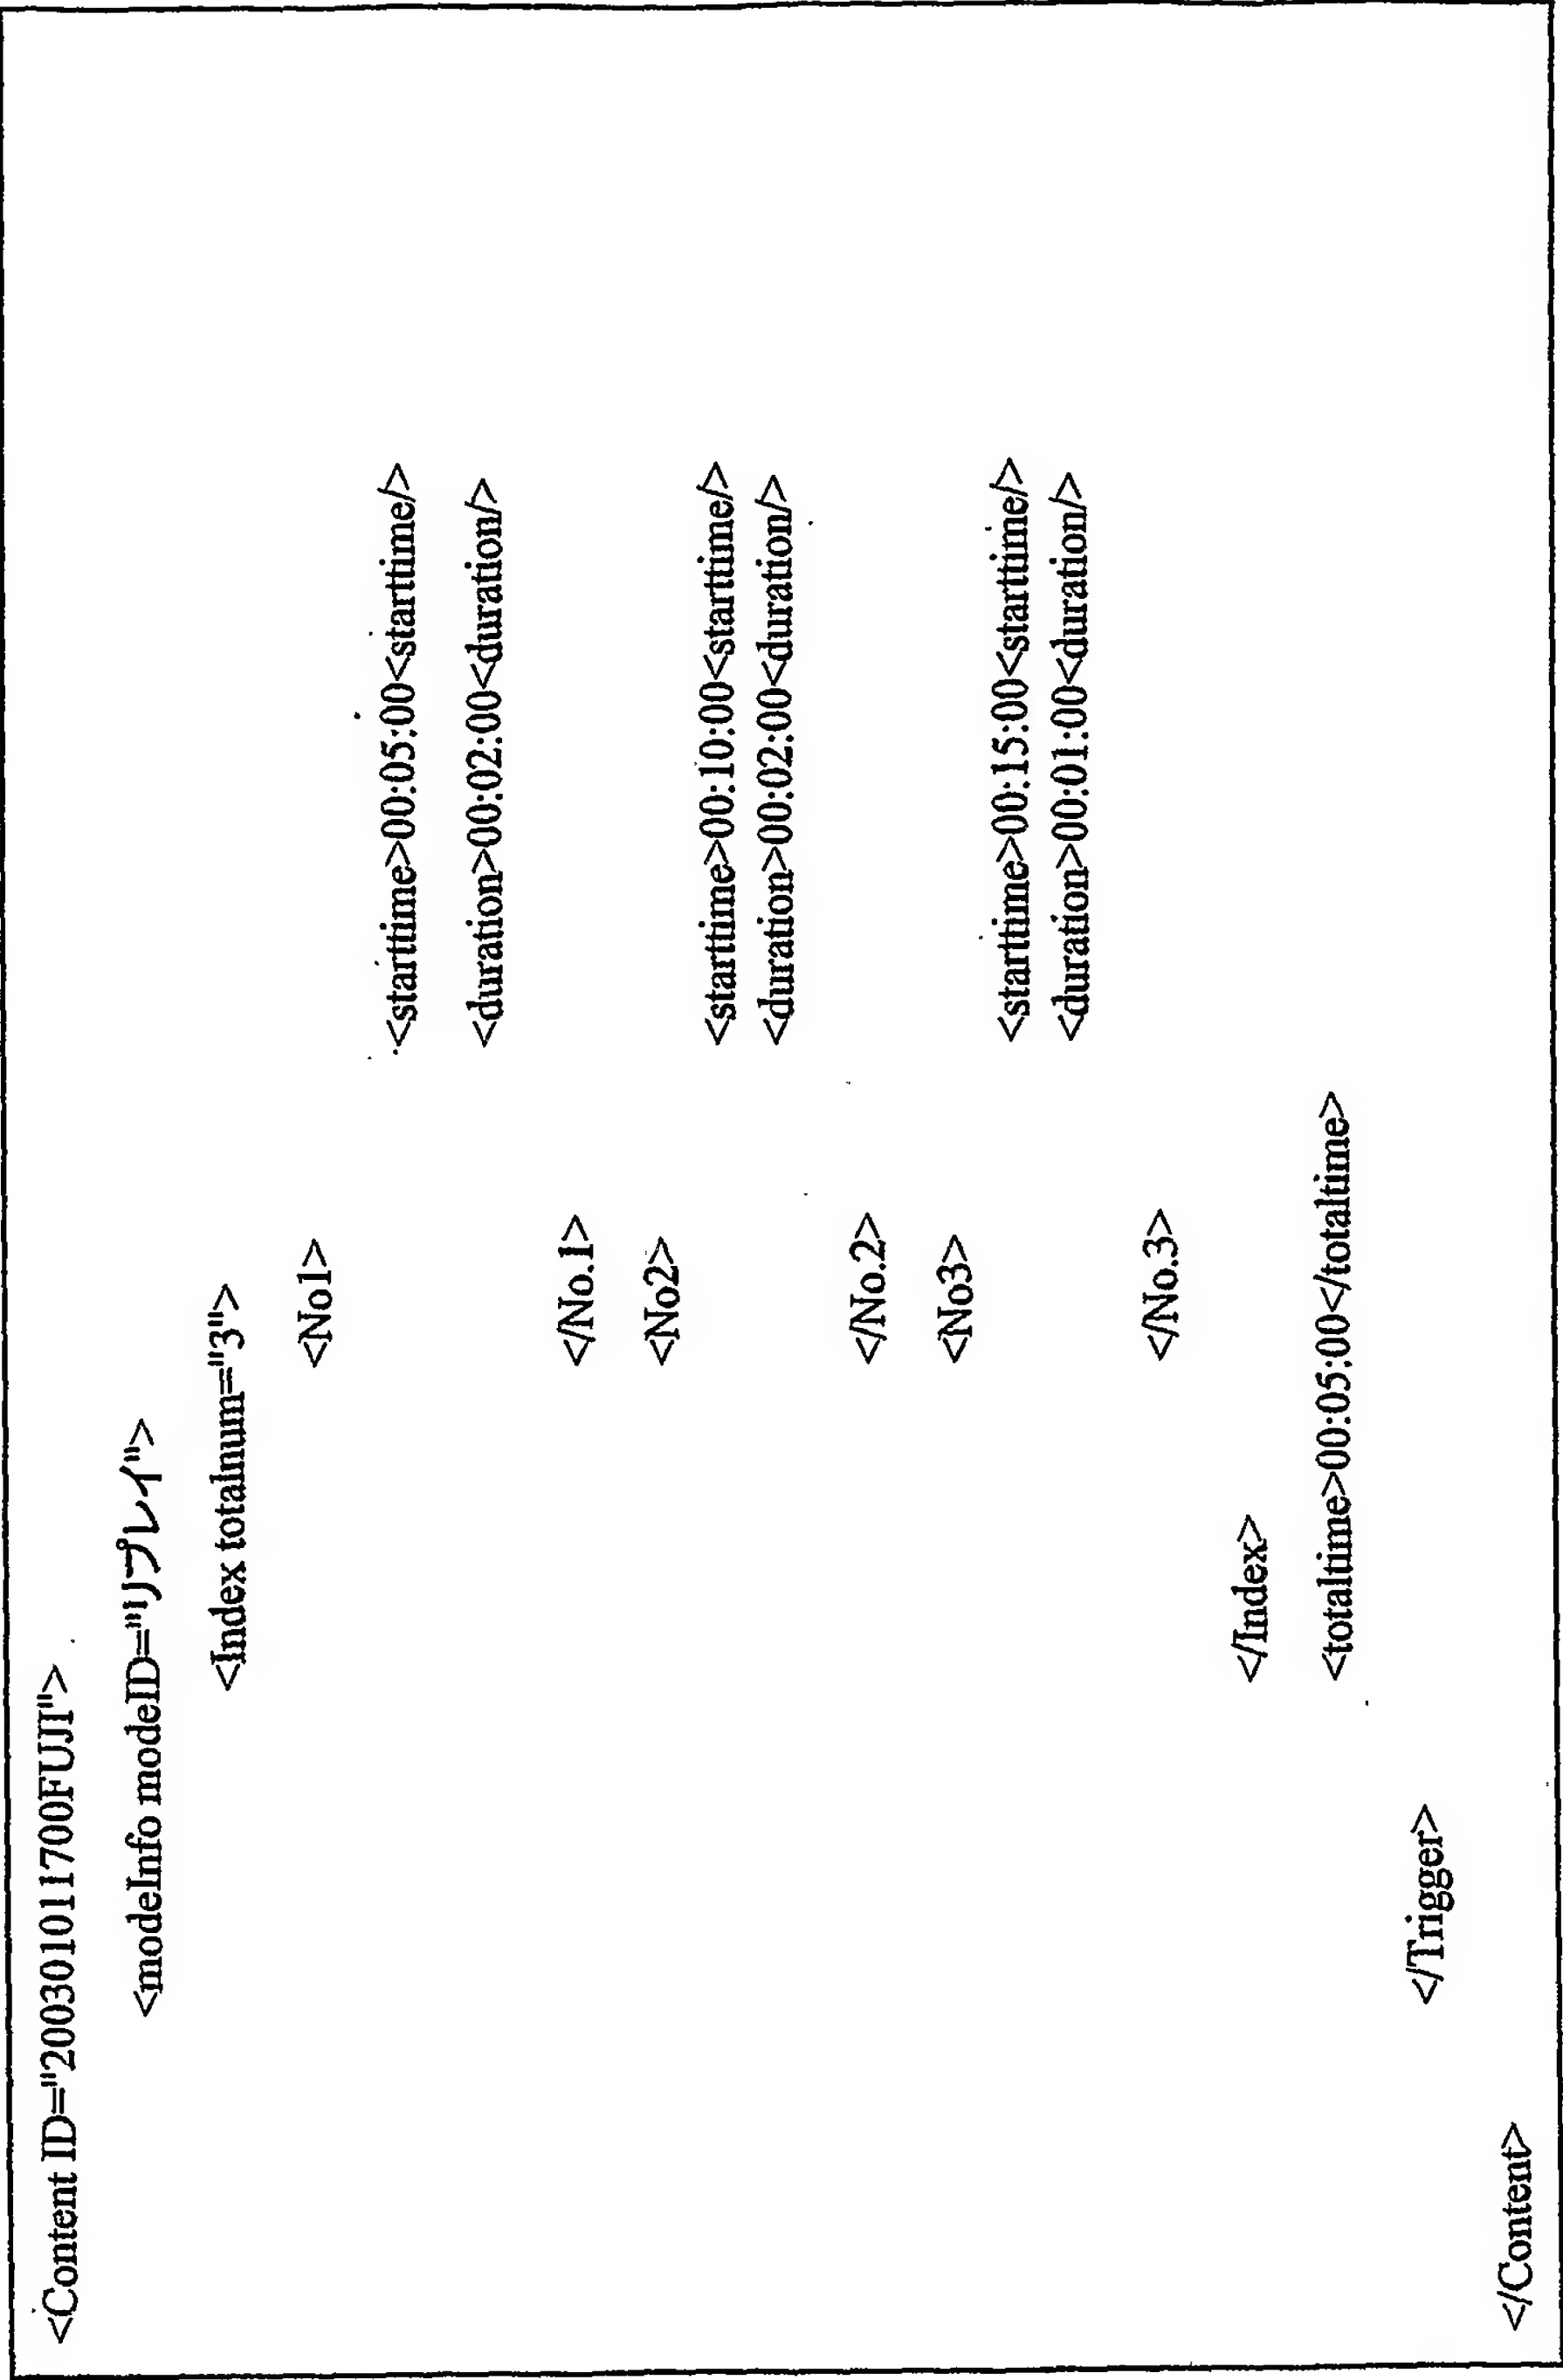 <Content ID="200301011700FUJI">
<modeInfo modeID="リプレイ">
<Index totalnum="3">
<No1>
<starttime>00:05:00<starttime/>
<duration>00:02:00<duration/>
</No.1>
<No2>
<starttime>00:10:00<starttime/>
<duration>00:02:00<duration/>
</No.2>
<No3>
<starttime>00:15:00<starttime/>
<duration>00:01:00<duration/>
</No.3>
</Index>
<totaltime>00:05:00</totaltime>
</Trigger>
</Content>